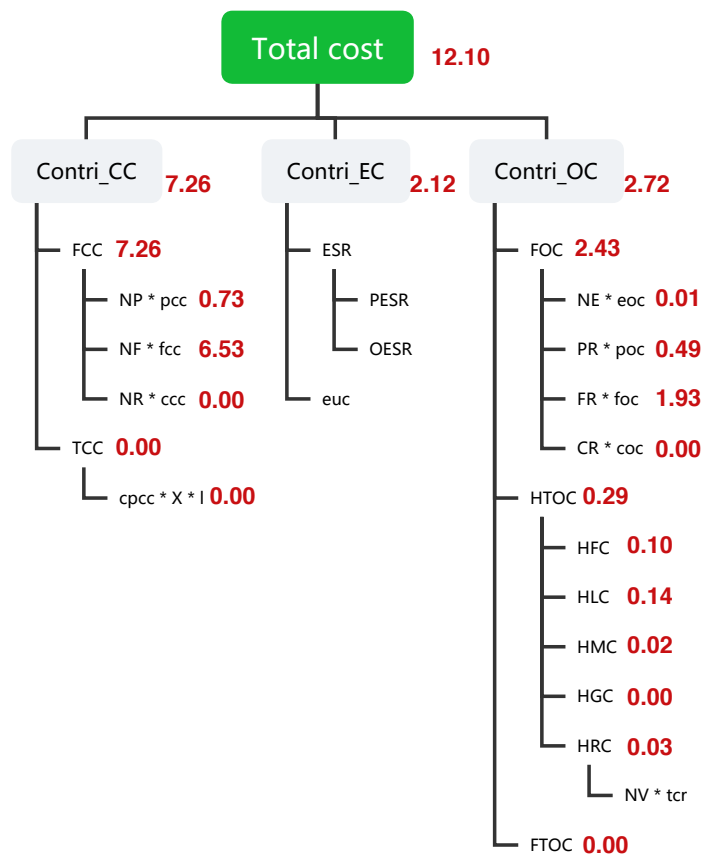 Total cost 12.10
Contri_CC 7.26
Contri_EC 2.12
Contri_OC 2.72
FCC 7.26
NP * pcc 0.73
NF * fcc 6.53
NR * ccc 0.00
TCC 0.00
cpcc * X * l 0.00
ESR
PESR
OESR
euc
FOC 2.43
NE * eoc 0.01
PR * poc 0.49
FR * foc 1.93
CR * coc 0.00
HTOC 0.29
HFC 0.10
HLC 0.14
HMC 0.02
HGC 0.00
HRC 0.03
NV * tcr
FTOC 0.00